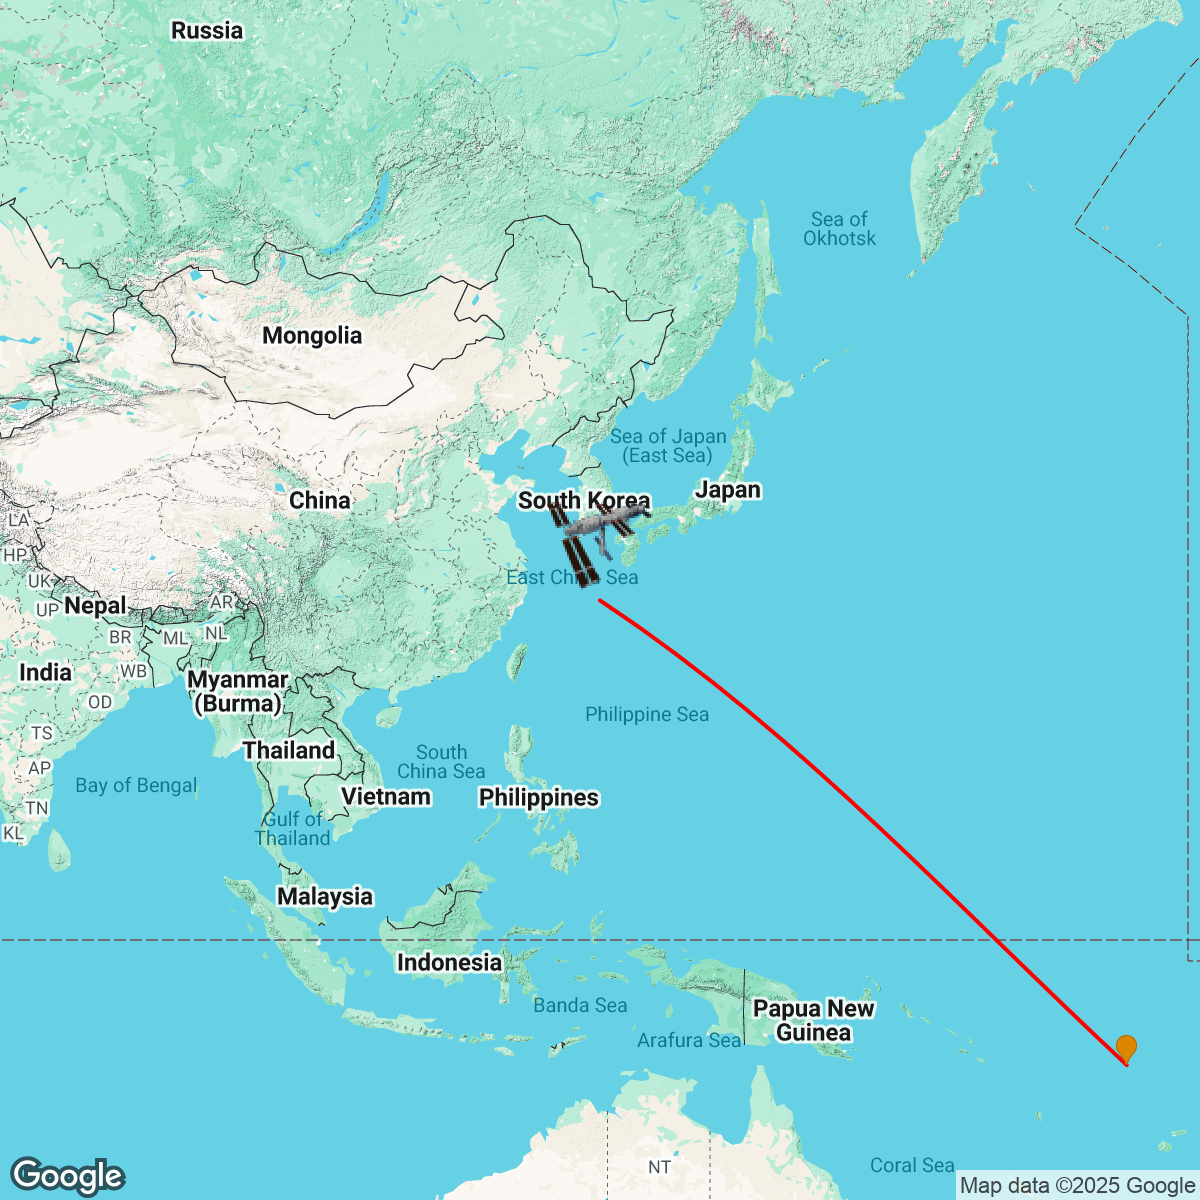 Russia
Sea of
Okhotsk
Mongolia
Sea of Japan
(East Sea)
China
South Korea
Japan
LA
HP
UK
UP
Nepal
AR
East China Sea
BR
ML
NL
India
WB
Myanmar
(Burma)
OD
Philippine Sea
TS
Thailand
South
China Sea
AP
Bay of Bengal
Vietnam
Philippines
TN
Gulf of
Thailand
KL
Malaysia
Indonesia
Banda Sea
Papua New
Guinea
Arafura Sea
NT
Coral Sea
Google
Map data ©2025 Google